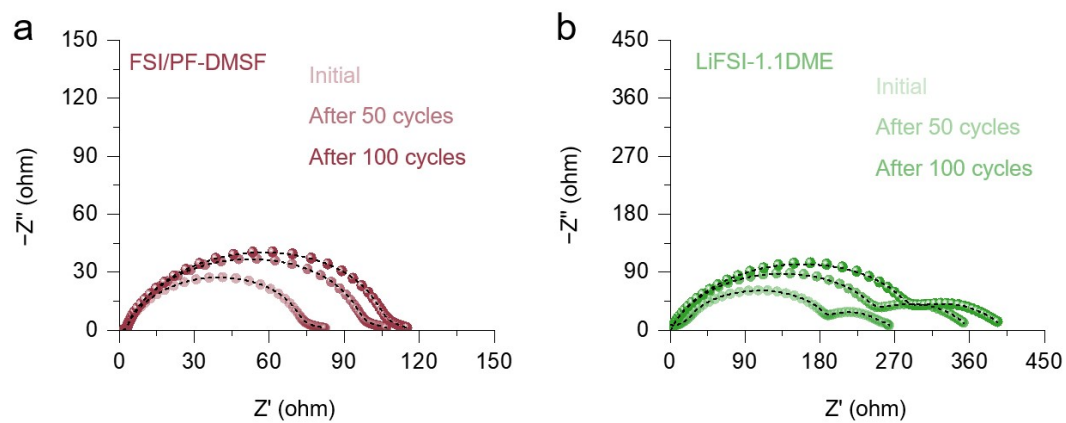 a
150
120
90
60
30
0
0 30 60 90 120 150
−Z'' (ohm)
Z' (ohm)
FSI/PF-DMSF
Initial
After 50 cycles
After 100 cycles
b
450
360
270
180
90
0
0 90 180 270 360 450
−Z'' (ohm)
Z' (ohm)
LiFSI-1.1DME
Initial
After 50 cycles
After 100 cycles